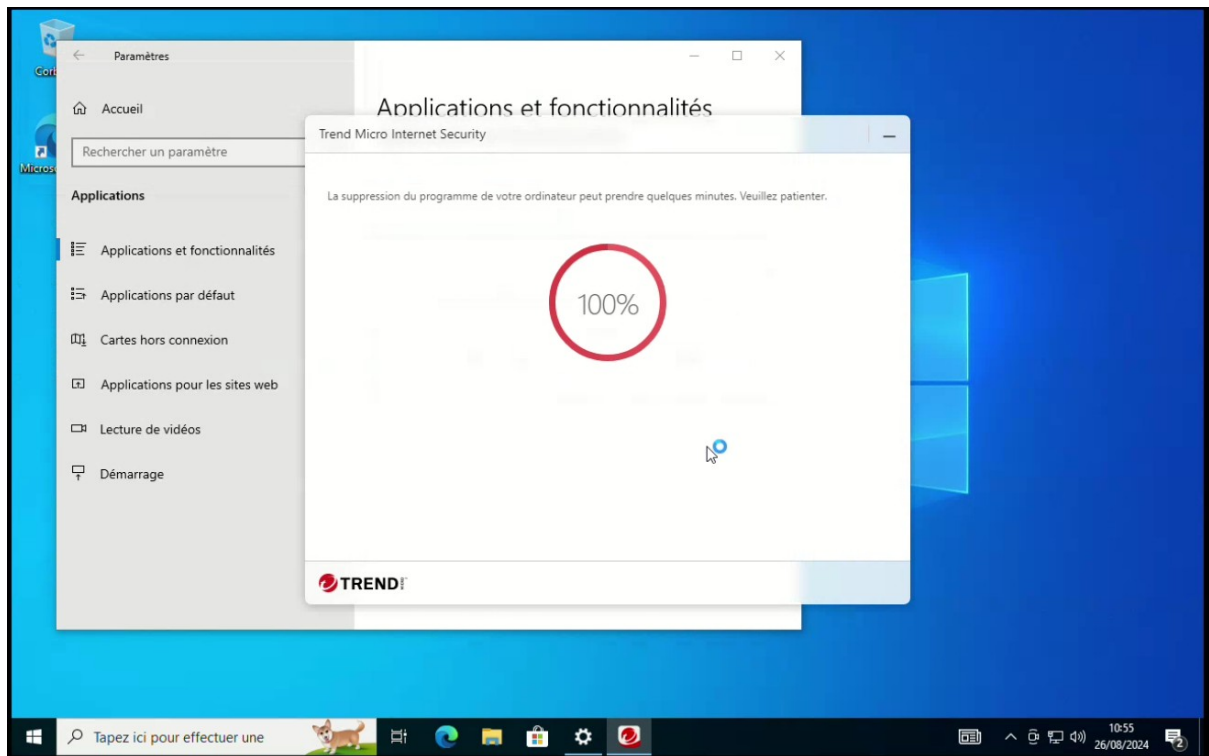 Paramètres
Accueil
Applications et fonctionnalités
Trend Micro Internet Security
Rechercher un paramètre
Applications
La suppression du programme de votre ordinateur peut prendre quelques minutes. Veuillez patienter.
Applications et fonctionnalités
100%
Applications par défaut
Cartes hors connexion
Applications pour les sites web
Lecture de vidéos
Démarrage
TREND
Tapez ici pour effectuer une
10:55
26/08/2024
2